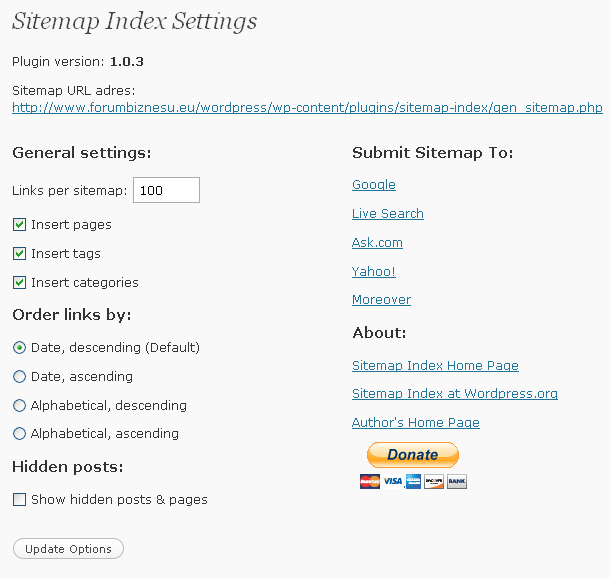 Sitemap Index Settings
Plugin version: 1.0.3
Sitemap URL adres:
http://www.forumbiznesu.eu/wordpress/wp-content/plugins/sitemap-index/gen_sitemap.php
General settings:
Links per sitemap: 100
Insert pages
Insert tags
Insert categories
Order links by:
Date, descending (Default)
Date, ascending
Alphabetical, descending
Alphabetical, ascending
Hidden posts:
Show hidden posts & pages
Update Options
Submit Sitemap To:
Google
Live Search
Ask.com
Yahoo!
Moreover
About:
Sitemap Index Home Page
Sitemap Index at Wordpress.org
Author's Home Page
Donate
MasterCard VISA DISCOVER BANK